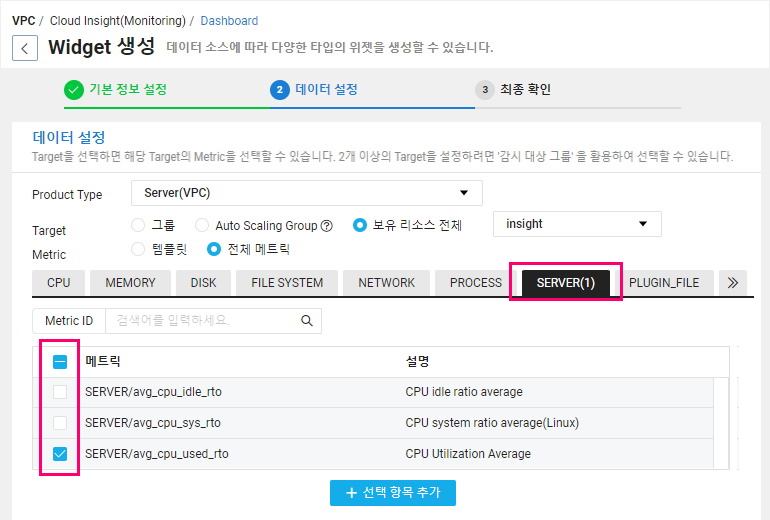 VPC / Cloud Insight(Monitoring) / Dashboard
Widget 생성 데이터 소스에 따라 다양한 타입의 위젯을 생성할 수 있습니다.
기본 정보 설정 2 데이터 설정 3 최종 확인
데이터 설정
Target을 선택하면 해당 Target의 Metric을 선택할 수 있습니다. 2개 이상의 Target을 설정하려면 '감시 대상 그룹' 을 활용하여 선택할 수 있습니다.
Product Type Server(VPC)
Target 그룹 Auto Scaling Group ? 보유 리소스 전체 insight
Metric 템플릿 전체 메트릭
CPU MEMORY DISK FILE SYSTEM NETWORK PROCESS SERVER(1) PLUGIN_FILE »
Metric ID 검색어를 입력하세요.
메트릭 설명
SERVER/avg_cpu_idle_rto CPU idle ratio average
SERVER/avg_cpu_sys_rto CPU system ratio average(Linux)
SERVER/avg_cpu_used_rto CPU Utilization Average
+ 선택 항목 추가